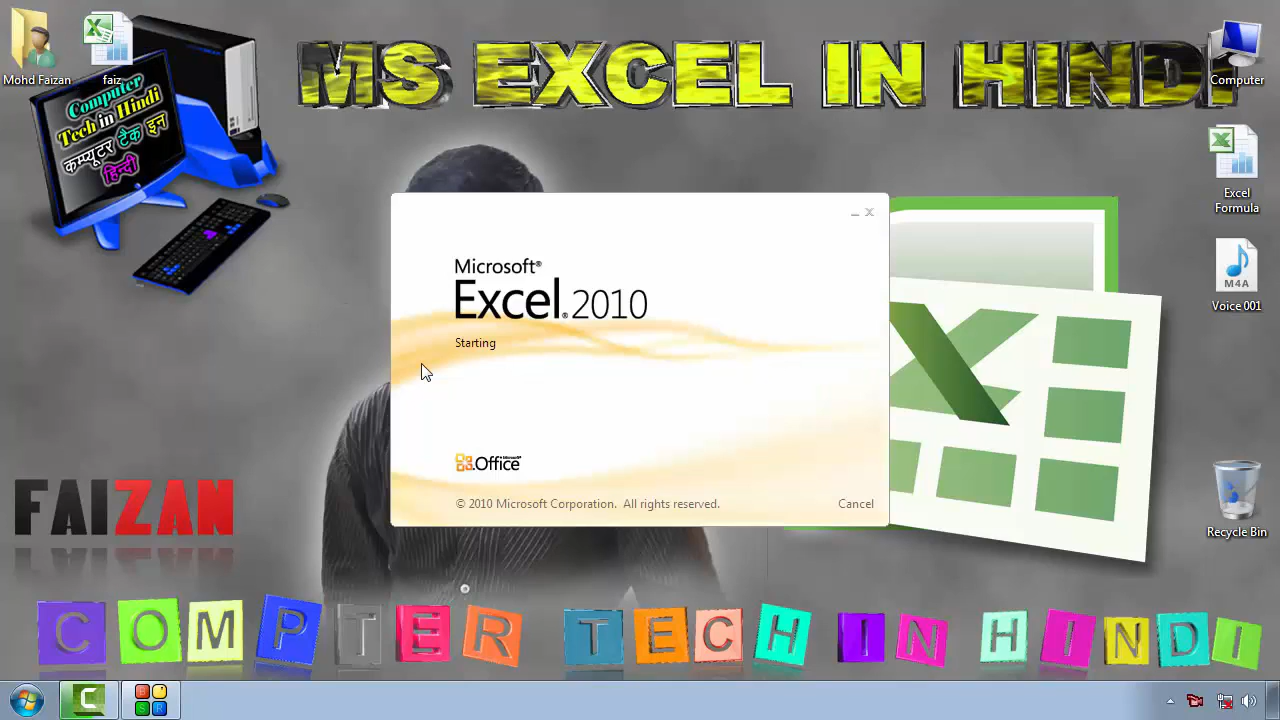 MS EXCEL IN HINDI
Mohd Faizan
faiz
Computer
Computer
Tech in Hindi
कम्प्यूटर टैक इन
हिन्दी
Excel
Formula
Microsoft®
Excel® 2010
Starting
M4A
Voice 001
Microsoft®
Office
© 2010 Microsoft Corporation. All rights reserved.
Cancel
FAIZAN
Recycle Bin
COMPTER TECH IN HINDI
B
S R